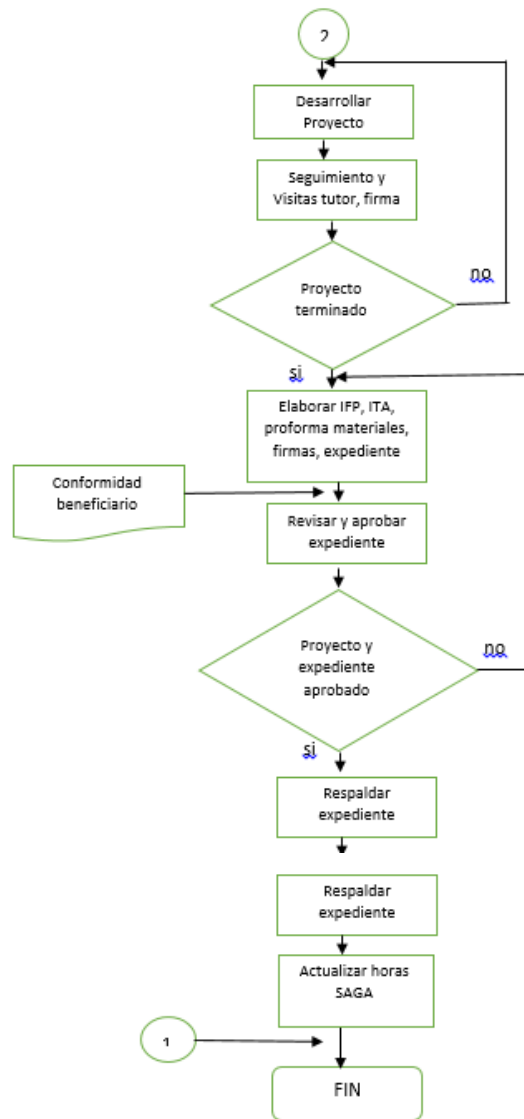 2
Desarrollar
Proyecto
Seguimiento y
Visitas tutor, firma
Proyecto
terminado
no
si
Elaborar IFP, ITA,
proforma materiales,
firmas, expediente
Conformidad
beneficiario
Revisar y aprobar
expediente
Proyecto y
expediente
aprobado
no
si
Respaldar
expediente
Respaldar
expediente
Actualizar horas
SAGA
1
FIN